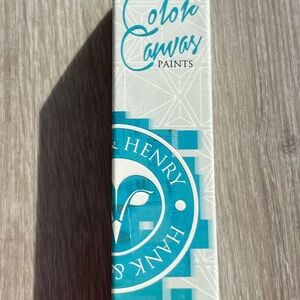 Color
Canvas
PAINTS
& HENRY · HANK &